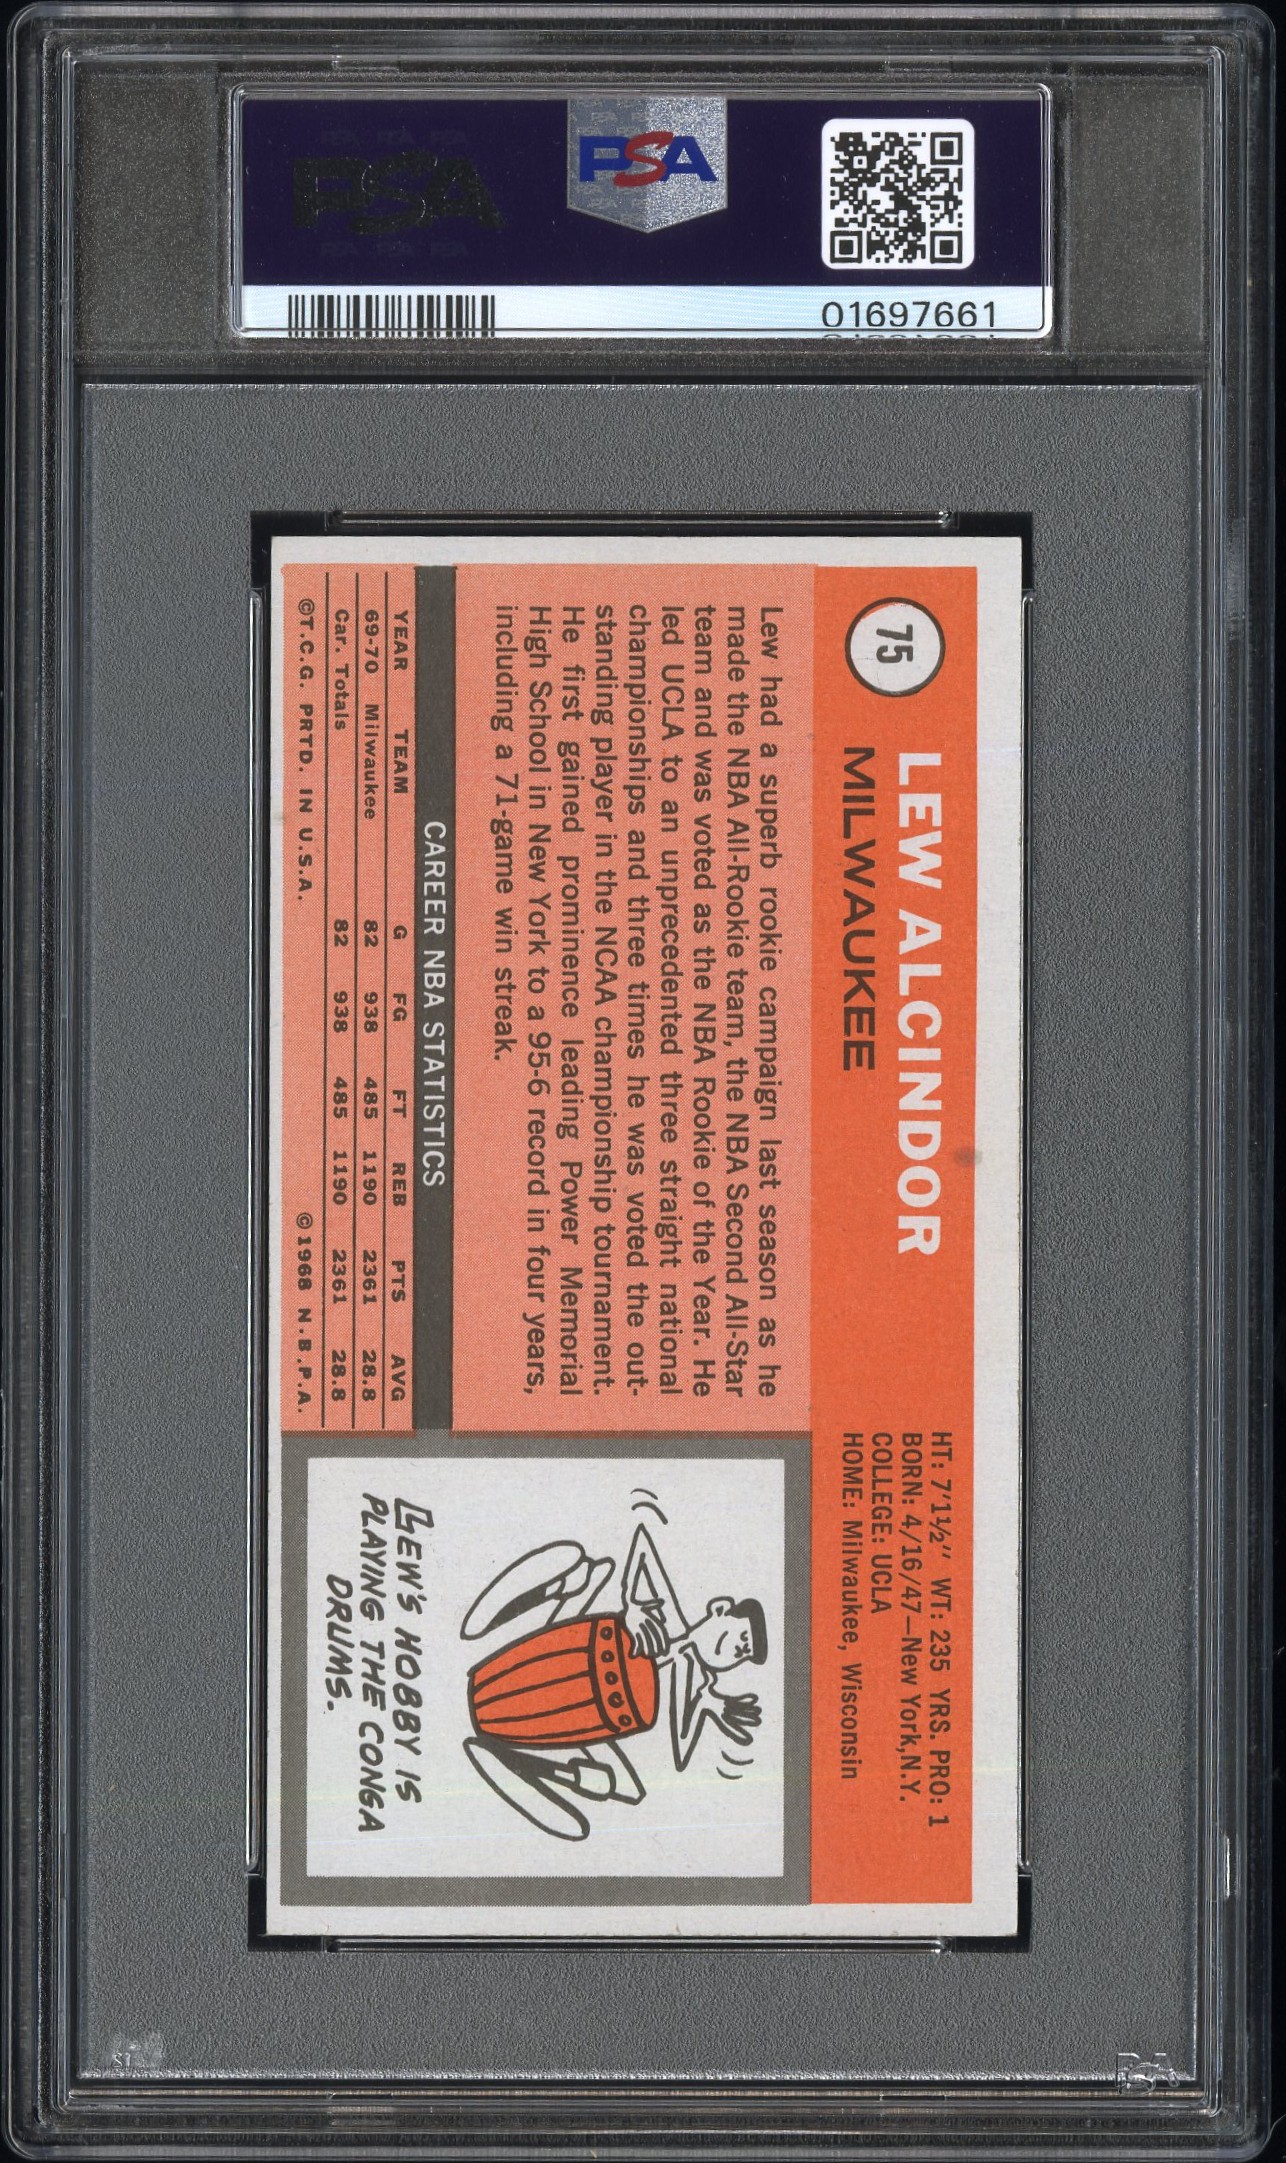 PSA
PSA
01697661
75
LEW ALCINDOR
MILWAUKEE
HT: 7'1½" WT: 235 YRS. PRO: 1
BORN: 4/16/47—New York, N.Y.
COLLEGE: UCLA
HOME: Milwaukee, Wisconsin
Lew had a superb rookie campaign last season as he
made the NBA All-Rookie team, the NBA Second All-Star
team and was voted as the NBA Rookie of the Year. He
led UCLA to an unprecedented three straight national
championships and three times he was voted the out-
standing player in the NCAA championship tournament.
He first gained prominence leading Power Memorial
High School in New York to a 95-6 record in four years,
including a 71-game win streak.
CAREER NBA STATISTICS
YEAR TEAM G FG FT REB PTS AVG
69-70 Milwaukee 82 938 485 1190 2361 28.8
Car. Totals 82 938 485 1190 2361 28.8
©T.C.G. PRTD. IN U.S.A. ©1968 N.B.P.A.
LEW'S HOBBY IS
PLAYING THE CONGA
DRUMS.
PSA